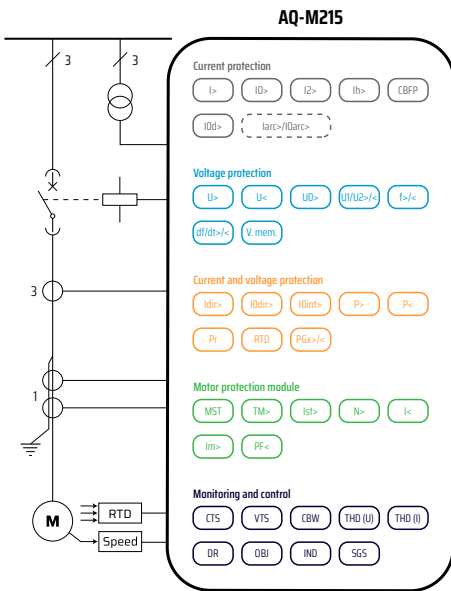 AQ-M215
3
3
Current protection
I>
I0>
I2>
Ih>
CBFP
I0d>
Iarc>/I0arc>
Voltage protection
U>
U<
U0>
U1/U2>/<
f>/<
df/dt>/<
V. mem.
3
Current and voltage protection
Idir>
I0dir>
I0int>
P>
P<
Pr
RTD
PGx>/<
1
Motor protection module
MST
TM>
Ist>
N>
I<
Im>
PF<
Monitoring and control
CTS
VTS
CBW
THD (U)
THD (I)
DR
OBJ
IND
SGS
M
RTD
Speed